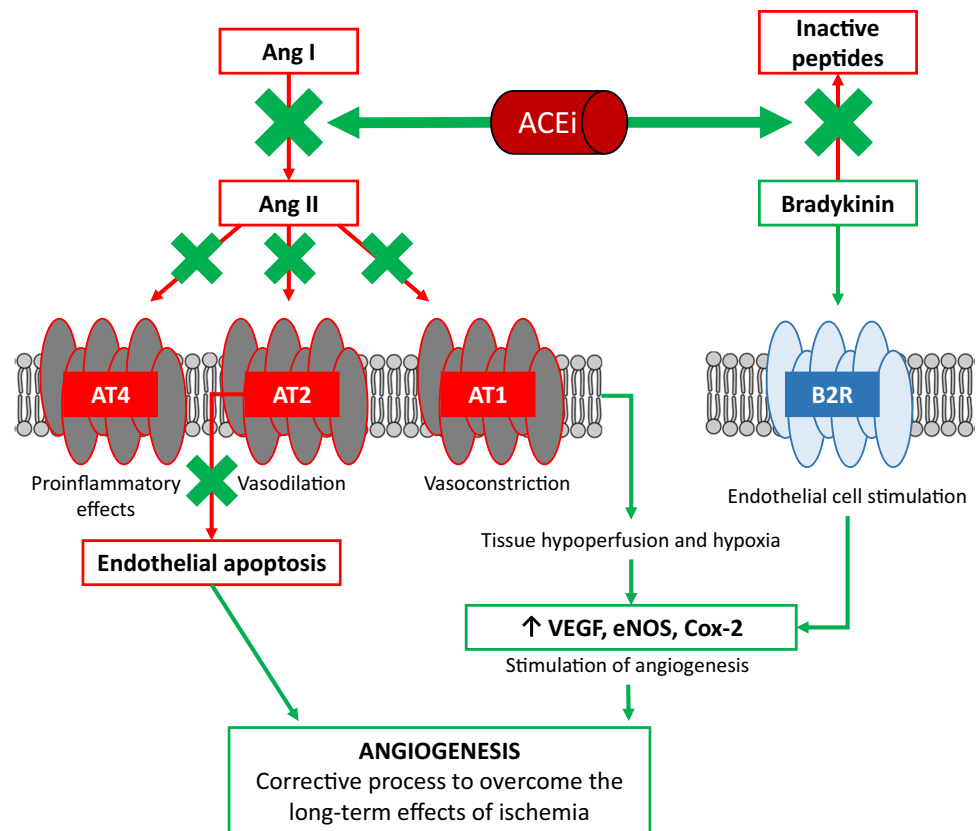 Ang I
Inactive
peptides
ACEi
Ang II
Bradykinin
AT4
AT2
AT1
B2R
Proinflammatory
effects
Vasodilation
Vasoconstriction
Endothelial cell stimulation
Tissue hypoperfusion and hypoxia
Endothelial apoptosis
↑ VEGF, eNOS, Cox-2
Stimulation of angiogenesis
ANGIOGENESIS
Corrective process to overcome the
long-term effects of ischemia